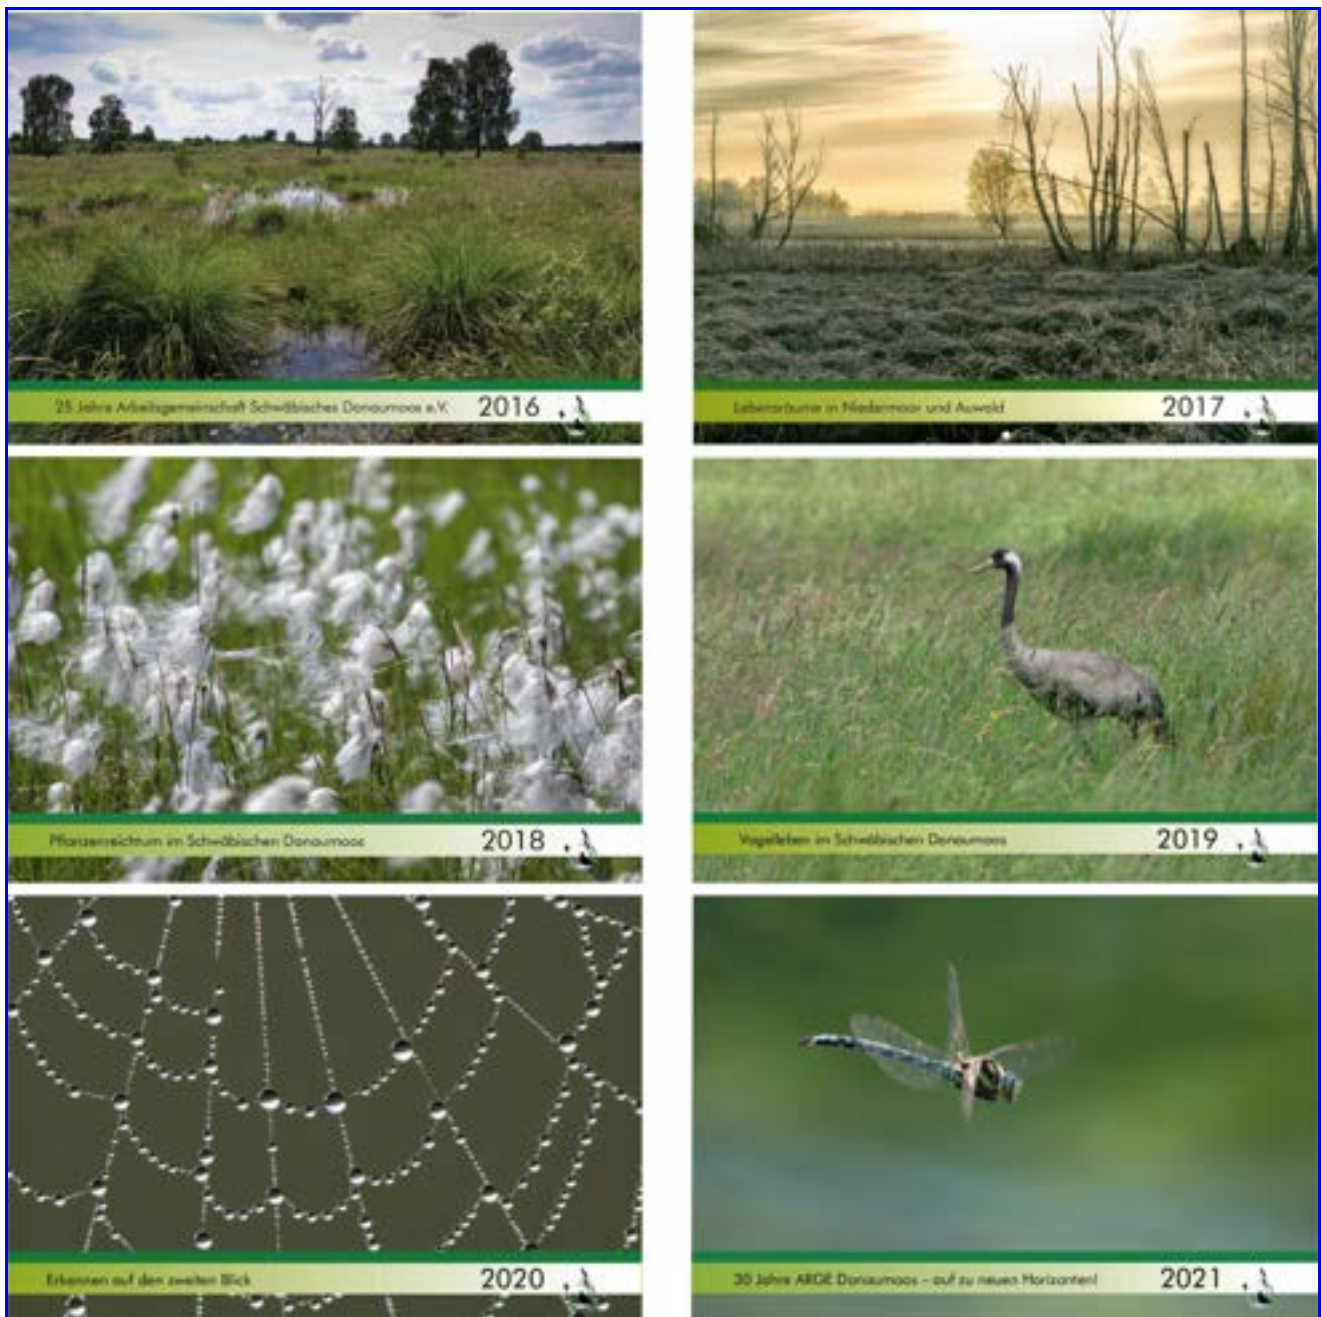 25 Jahre Arbeitsgemeinschaft Schwäbisches Donaumoos e.V. 2016
Lebensräume in Niedermoor und Auwald 2017
Pflanzenreichtum im Schwäbischen Donaumoos 2018
Vogelleben im Schwäbischen Donaumoos 2019
Erkennen auf den zweiten Blick 2020
30 Jahre ARGE Donaumoos – auf zu neuen Horizonten! 2021